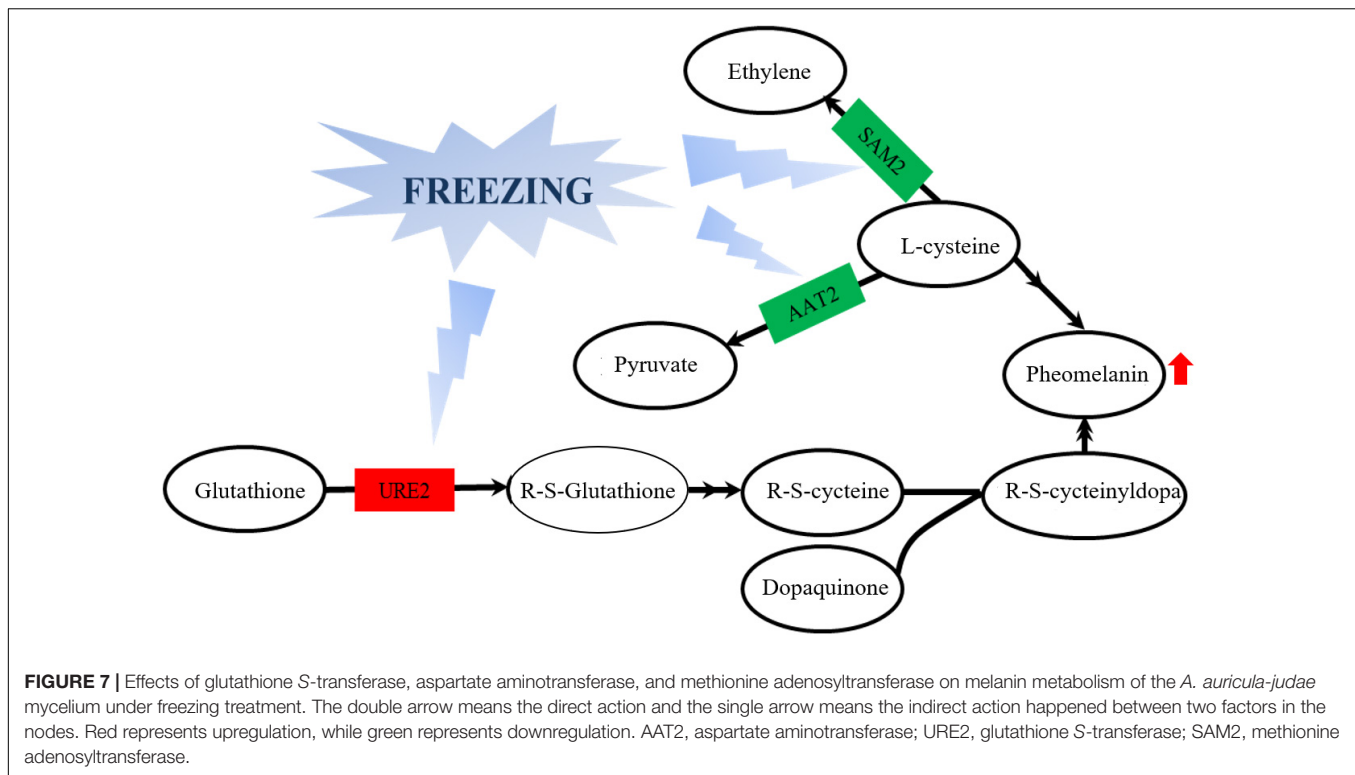 Ethylene
SAM2
FREEZING
L-cysteine
AAT2
Pyruvate
Pheomelanin
Glutathione
URE2
R-S-Glutathione
R-S-cycteine
R-S-cycteinyldopa
Dopaquinone
FIGURE 7 | Effects of glutathione S-transferase, aspartate aminotransferase, and methionine adenosyltransferase on melanin metabolism of the A. auricula-judae
mycelium under freezing treatment. The double arrow means the direct action and the single arrow means the indirect action happened between two factors in the
nodes. Red represents upregulation, while green represents downregulation. AAT2, aspartate aminotransferase; URE2, glutathione S-transferase; SAM2, methionine
adenosyltransferase.